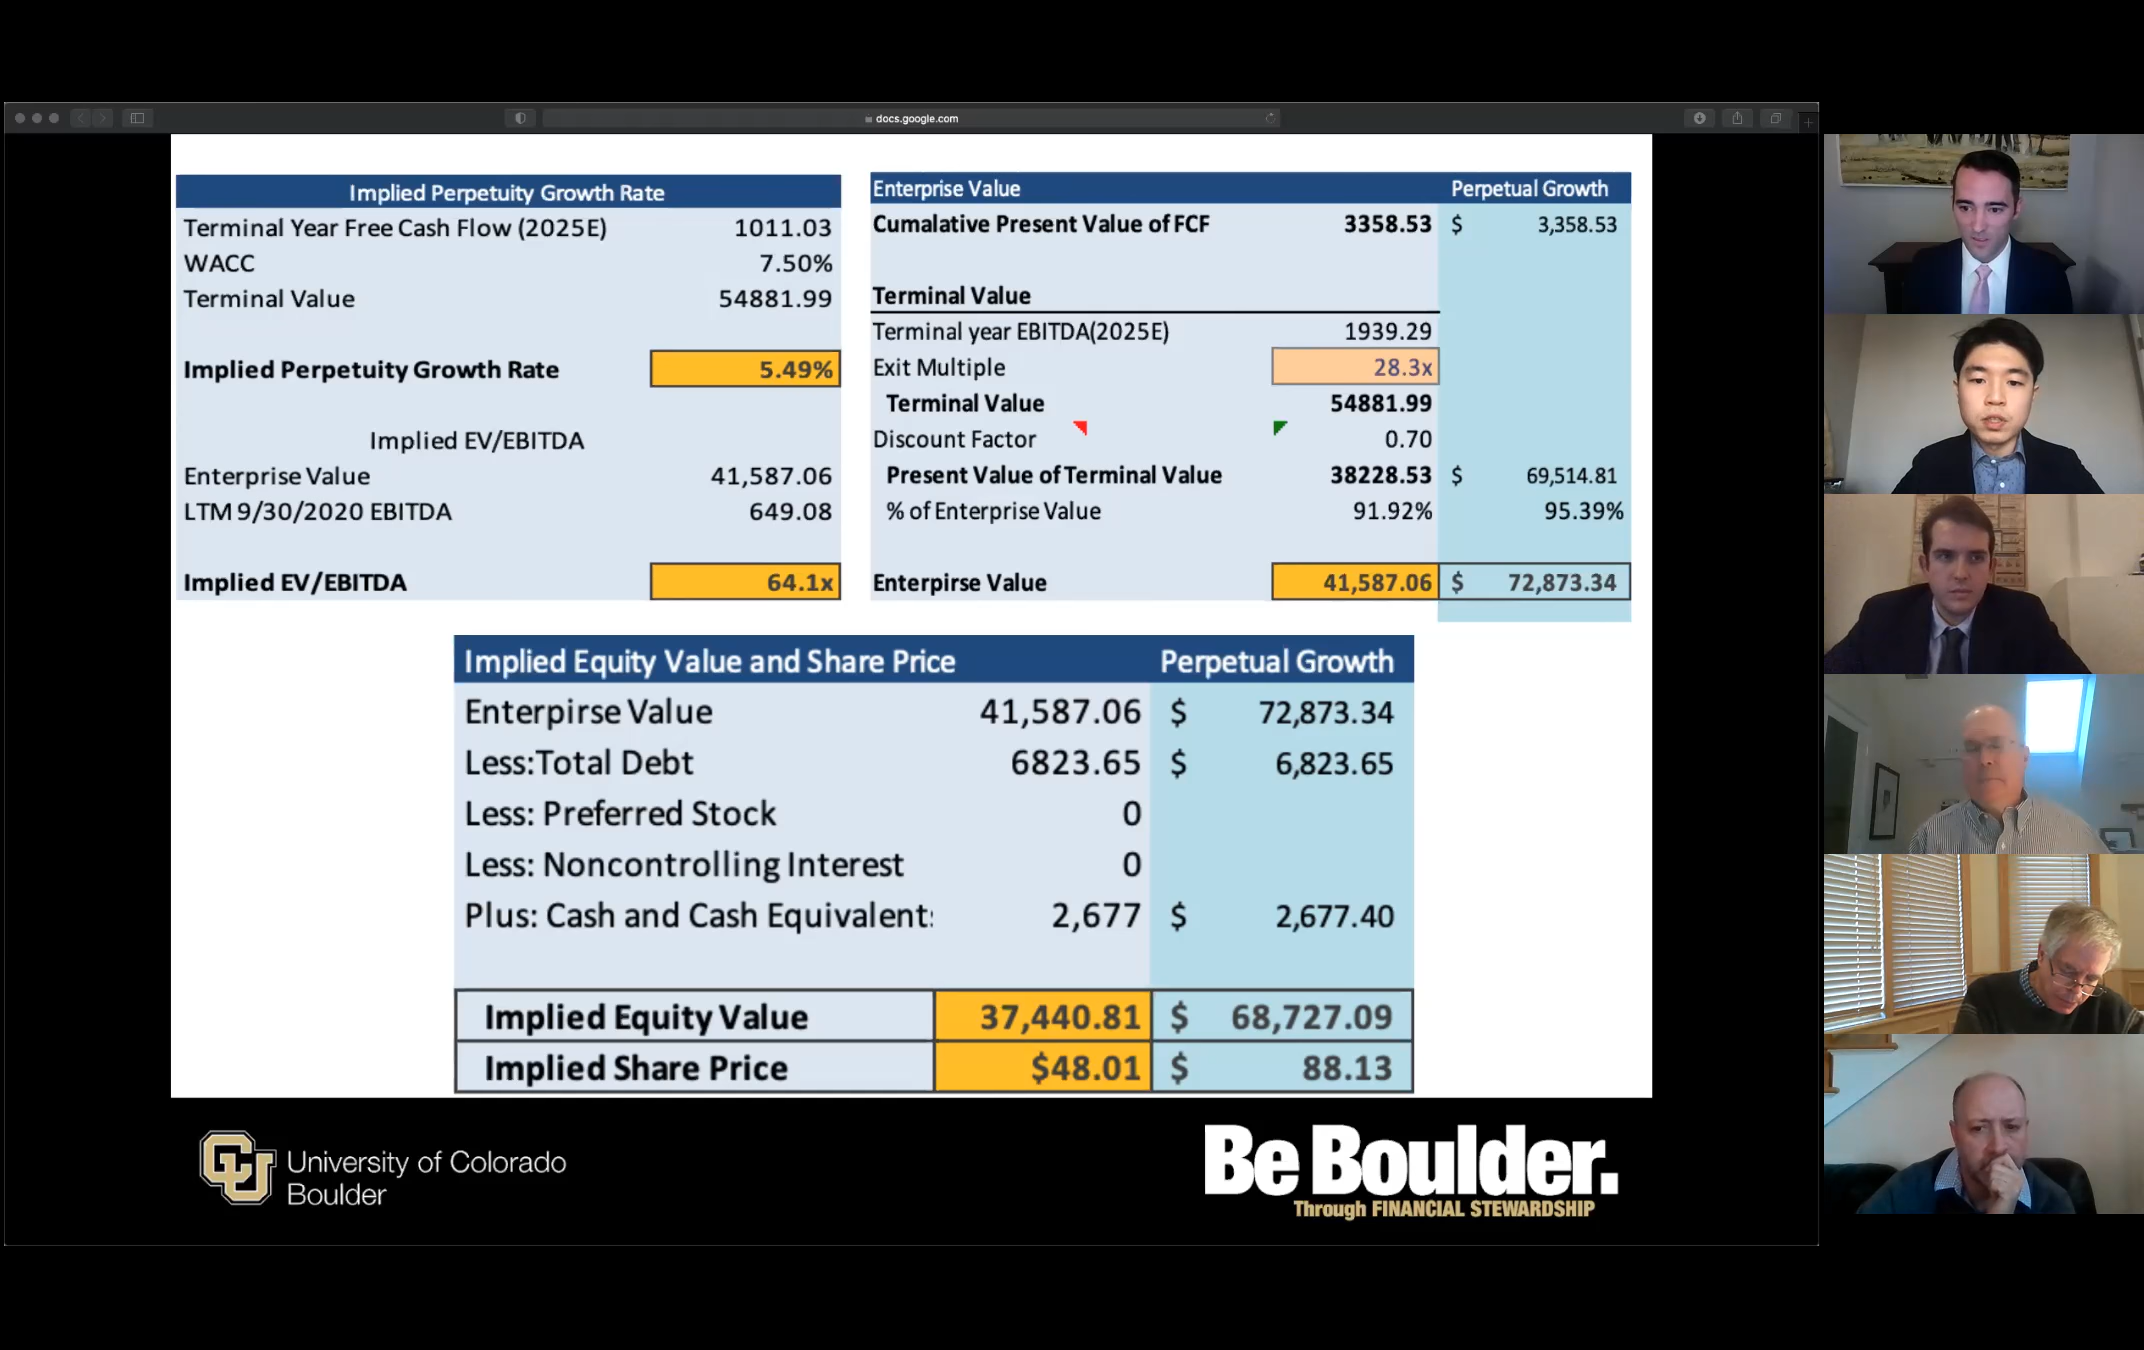 docs.google.com
Implied Perpetuity Growth Rate
Terminal Year Free Cash Flow (2025E) 1011.03
WACC 7.50%
Terminal Value 54881.99
Implied Perpetuity Growth Rate 5.49%
Implied EV/EBITDA
Enterprise Value 41,587.06
LTM 9/30/2020 EBITDA 649.08
Implied EV/EBITDA 64.1x
Enterprise Value Perpetual Growth
Cumalative Present Value of FCF 3358.53 $ 3,358.53
Terminal Value
Terminal year EBITDA(2025E) 1939.29
Exit Multiple 28.3x
Terminal Value 54881.99
Discount Factor 0.70
Present Value of Terminal Value 38228.53 $ 69,514.81
% of Enterprise Value 91.92% 95.39%
Enterpirse Value 41,587.06 $ 72,873.34
Implied Equity Value and Share Price Perpetual Growth
Enterpirse Value 41,587.06 $ 72,873.34
Less:Total Debt 6823.65 $ 6,823.65
Less: Preferred Stock 0
Less: Noncontrolling Interest 0
Plus: Cash and Cash Equivalent 2,677 $ 2,677.40
Implied Equity Value 37,440.81 $ 68,727.09
Implied Share Price $48.01 $ 88.13
CU
University of Colorado
Boulder
Be Boulder.
Through FINANCIAL STEWARDSHIP